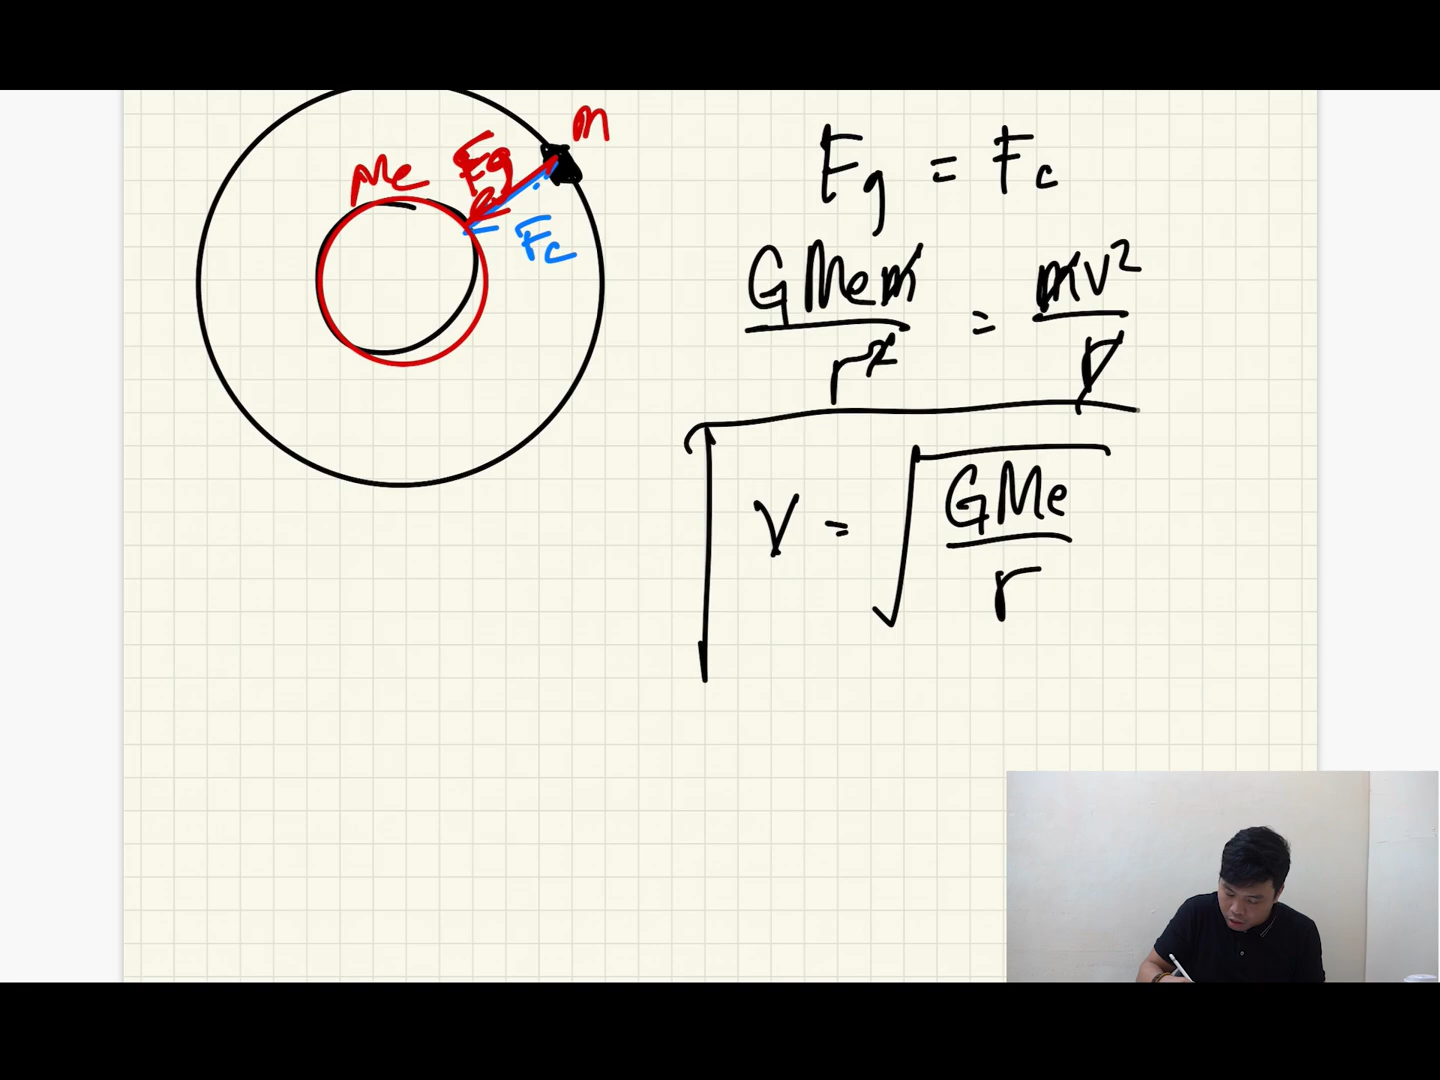 m
Me
Fg
Fc
Fg = Fc
GMem/r² = mv²/r
V = √(GMe/r)